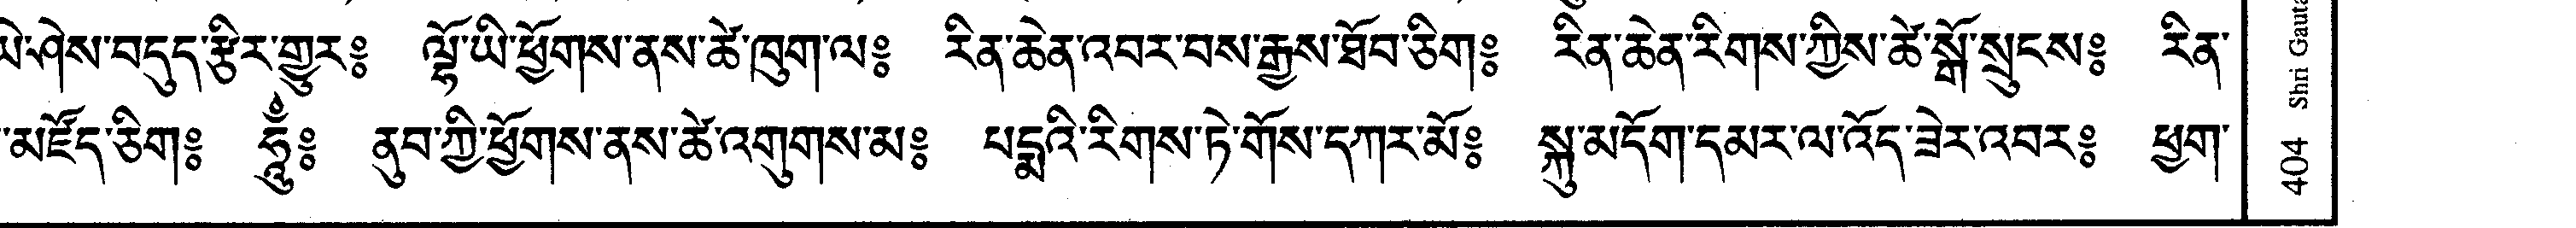 ཡེ་ཤེས་བདུད་རྩིར་གྱུར༔ ལྷོ་ཡི་ཕྱོགས་ནས་ཚེ་ཁུག་ལ༔ རིན་ཆེན་འབར་བས་རྒྱས་ཐོབ་ཅིག༔ རིན་ཆེན་རིགས་ཀྱིས་ཚེ་སྒོ་སྲུངས༔ རིན་
་མཛོད་ཅིག༔ ཧཱུྃ༔ ནུབ་ཀྱི་ཕྱོགས་ནས་ཚེ་འགུགས་མ༔ པདྨའི་རིགས་ཏེ་གོས་དཀར་མོ༔ སྐུ་མདོག་དམར་ལ་འོད་ཟེར་འབར༔ ཕྱག་
404 Shri Gauta